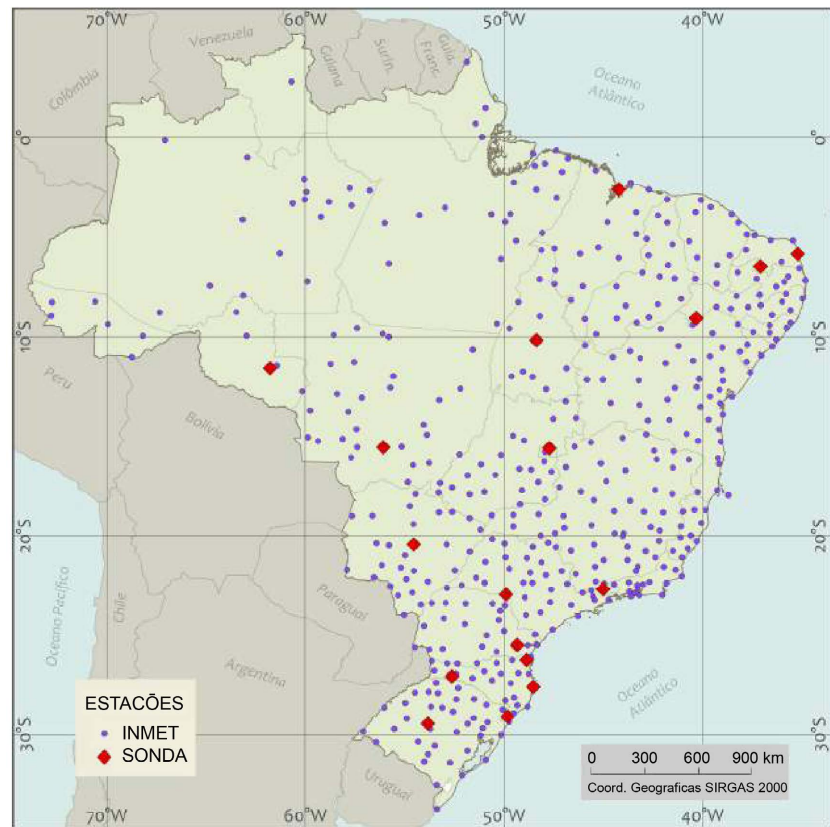 70°W
60°W
50°W
40°W
Venezuela
Guiana
Surin.
Guia.
Franc.
Colômbia
Oceano
Atlântico
0°
0°
10°S
10°S
Peru
Bolívia
20°S
20°S
Oceano Pacífico
Chile
Paraguai
Argentina
Oceano
Atlântico
ESTACÕES
INMET
SONDA
30°S
30°S
Uruguai
0 300 600 900 km
Coord. Geograficas SIRGAS 2000
70°W
60°W
50°W
40°W